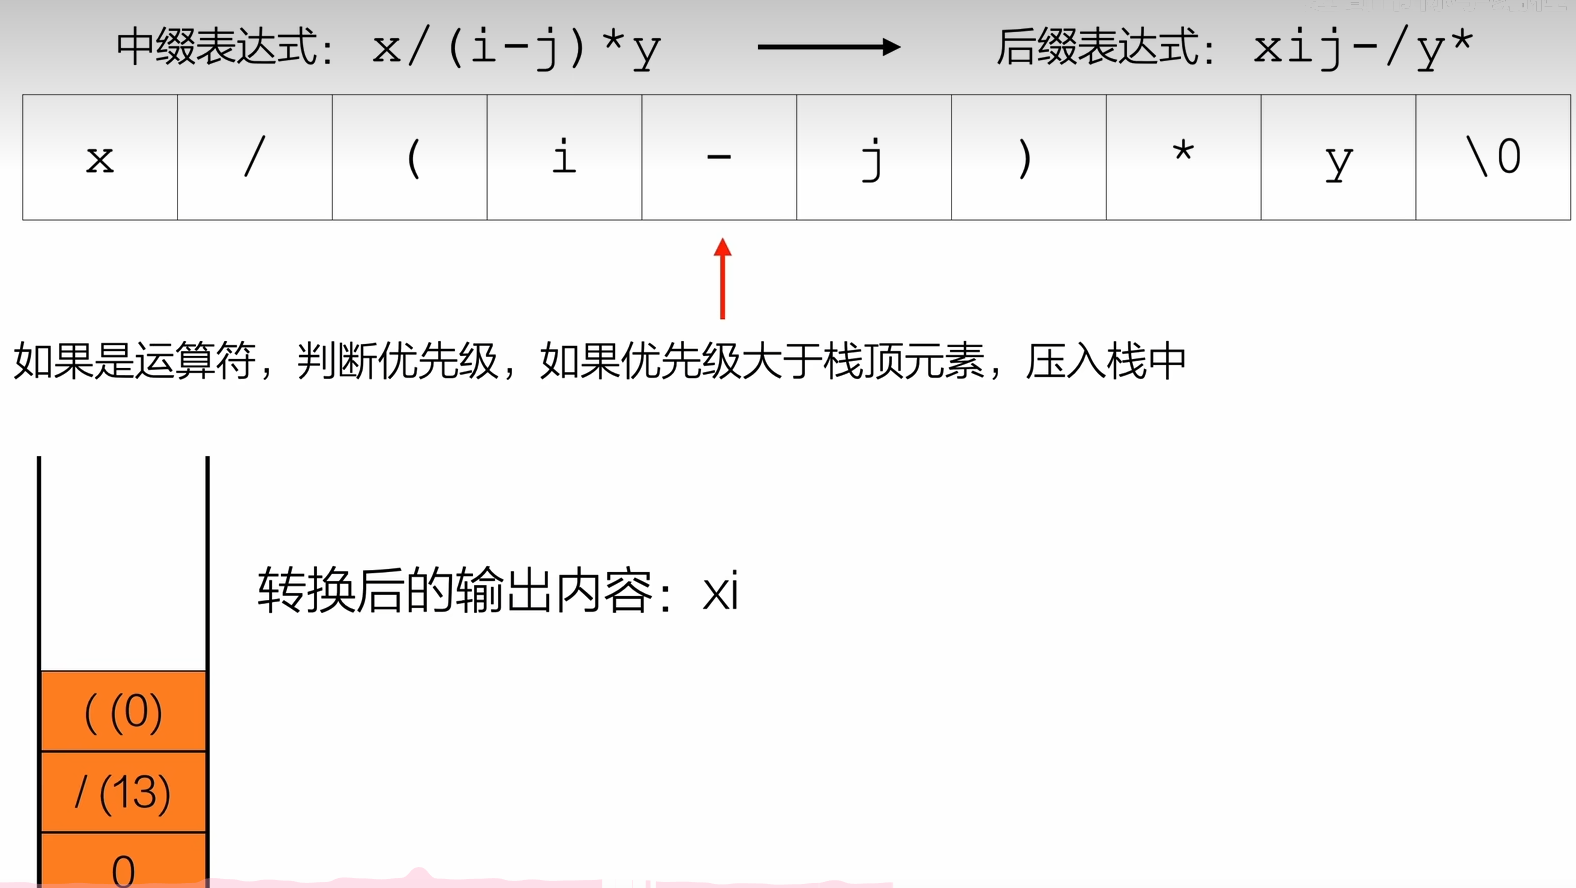 中缀表达式： x/(i-j)*y 后缀表达式： xij-/y*
x / ( i - j ) * y \0
如果是运算符，判断优先级，如果优先级大于栈顶元素，压入栈中
转换后的输出内容：xi
( (0)
/ (13)
0